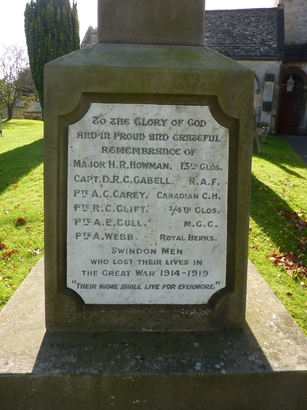 To the Glory of God
and in proud and grateful
remembrance of
Major H.R. Howman. 13th Glos.
Capt. D.R.C. Gabell. R.A.F.
Pte A.C. Carey. Canadian C.H.
Pte R.C. Clift. 2/4th Glos.
Pte A.E. Gull. M.G.C.
Pte A. Webb. Royal Berks.
Swindon Men
who lost their lives in
the Great War 1914-1919
"Their name shall live for evermore."